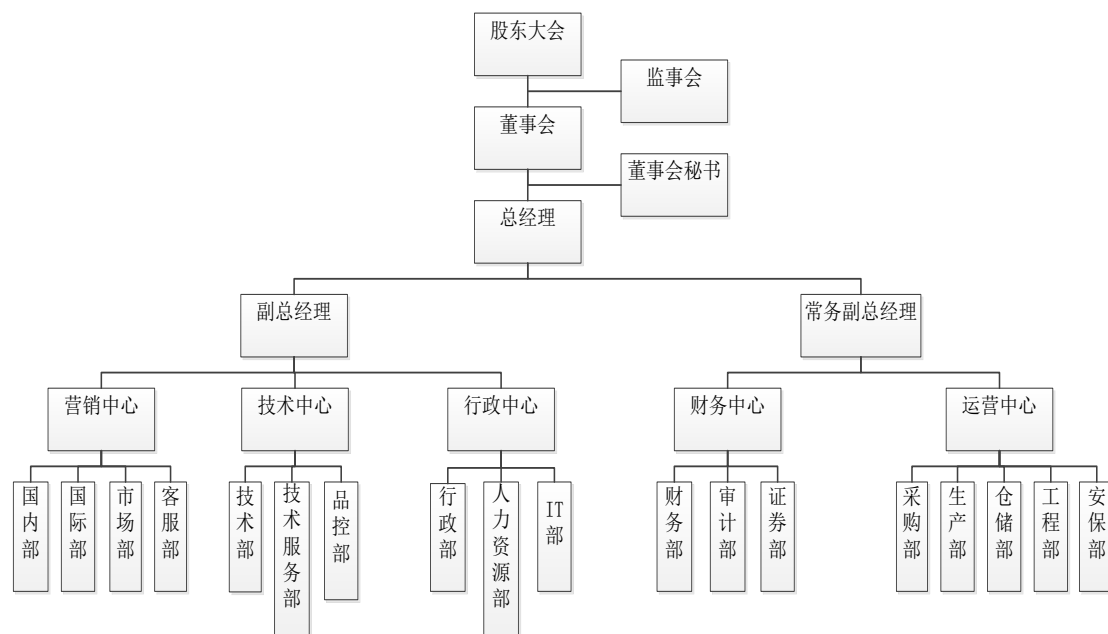 股东大会
监事会
董事会
董事会秘书
总经理
副总经理
常务副总经理
营销中心
技术中心
行政中心
财务中心
运营中心
国内部
国际部
市场部
客服部
技术部
技术服务部
品控部
行政部
人力资源部
IT部
财务部
审计部
证券部
采购部
生产部
仓储部
工程部
安保部